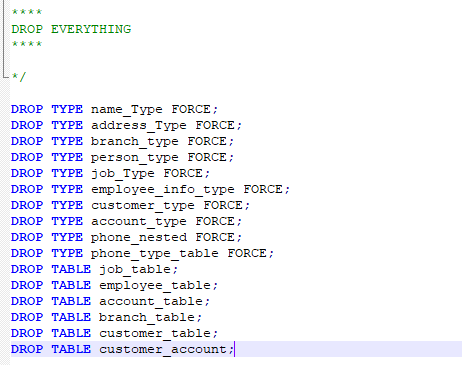 ****
DROP EVERYTHING
****
*/
DROP TYPE name_Type FORCE;
DROP TYPE address_Type FORCE;
DROP TYPE branch_type FORCE;
DROP TYPE person_type FORCE;
DROP TYPE job_Type FORCE;
DROP TYPE employee_info_type FORCE;
DROP TYPE customer_type FORCE;
DROP TYPE account_type FORCE;
DROP TYPE phone_nested FORCE;
DROP TYPE phone_type_table FORCE;
DROP TABLE job_table;
DROP TABLE employee_table;
DROP TABLE account_table;
DROP TABLE branch_table;
DROP TABLE customer_table;
DROP TABLE customer_account;